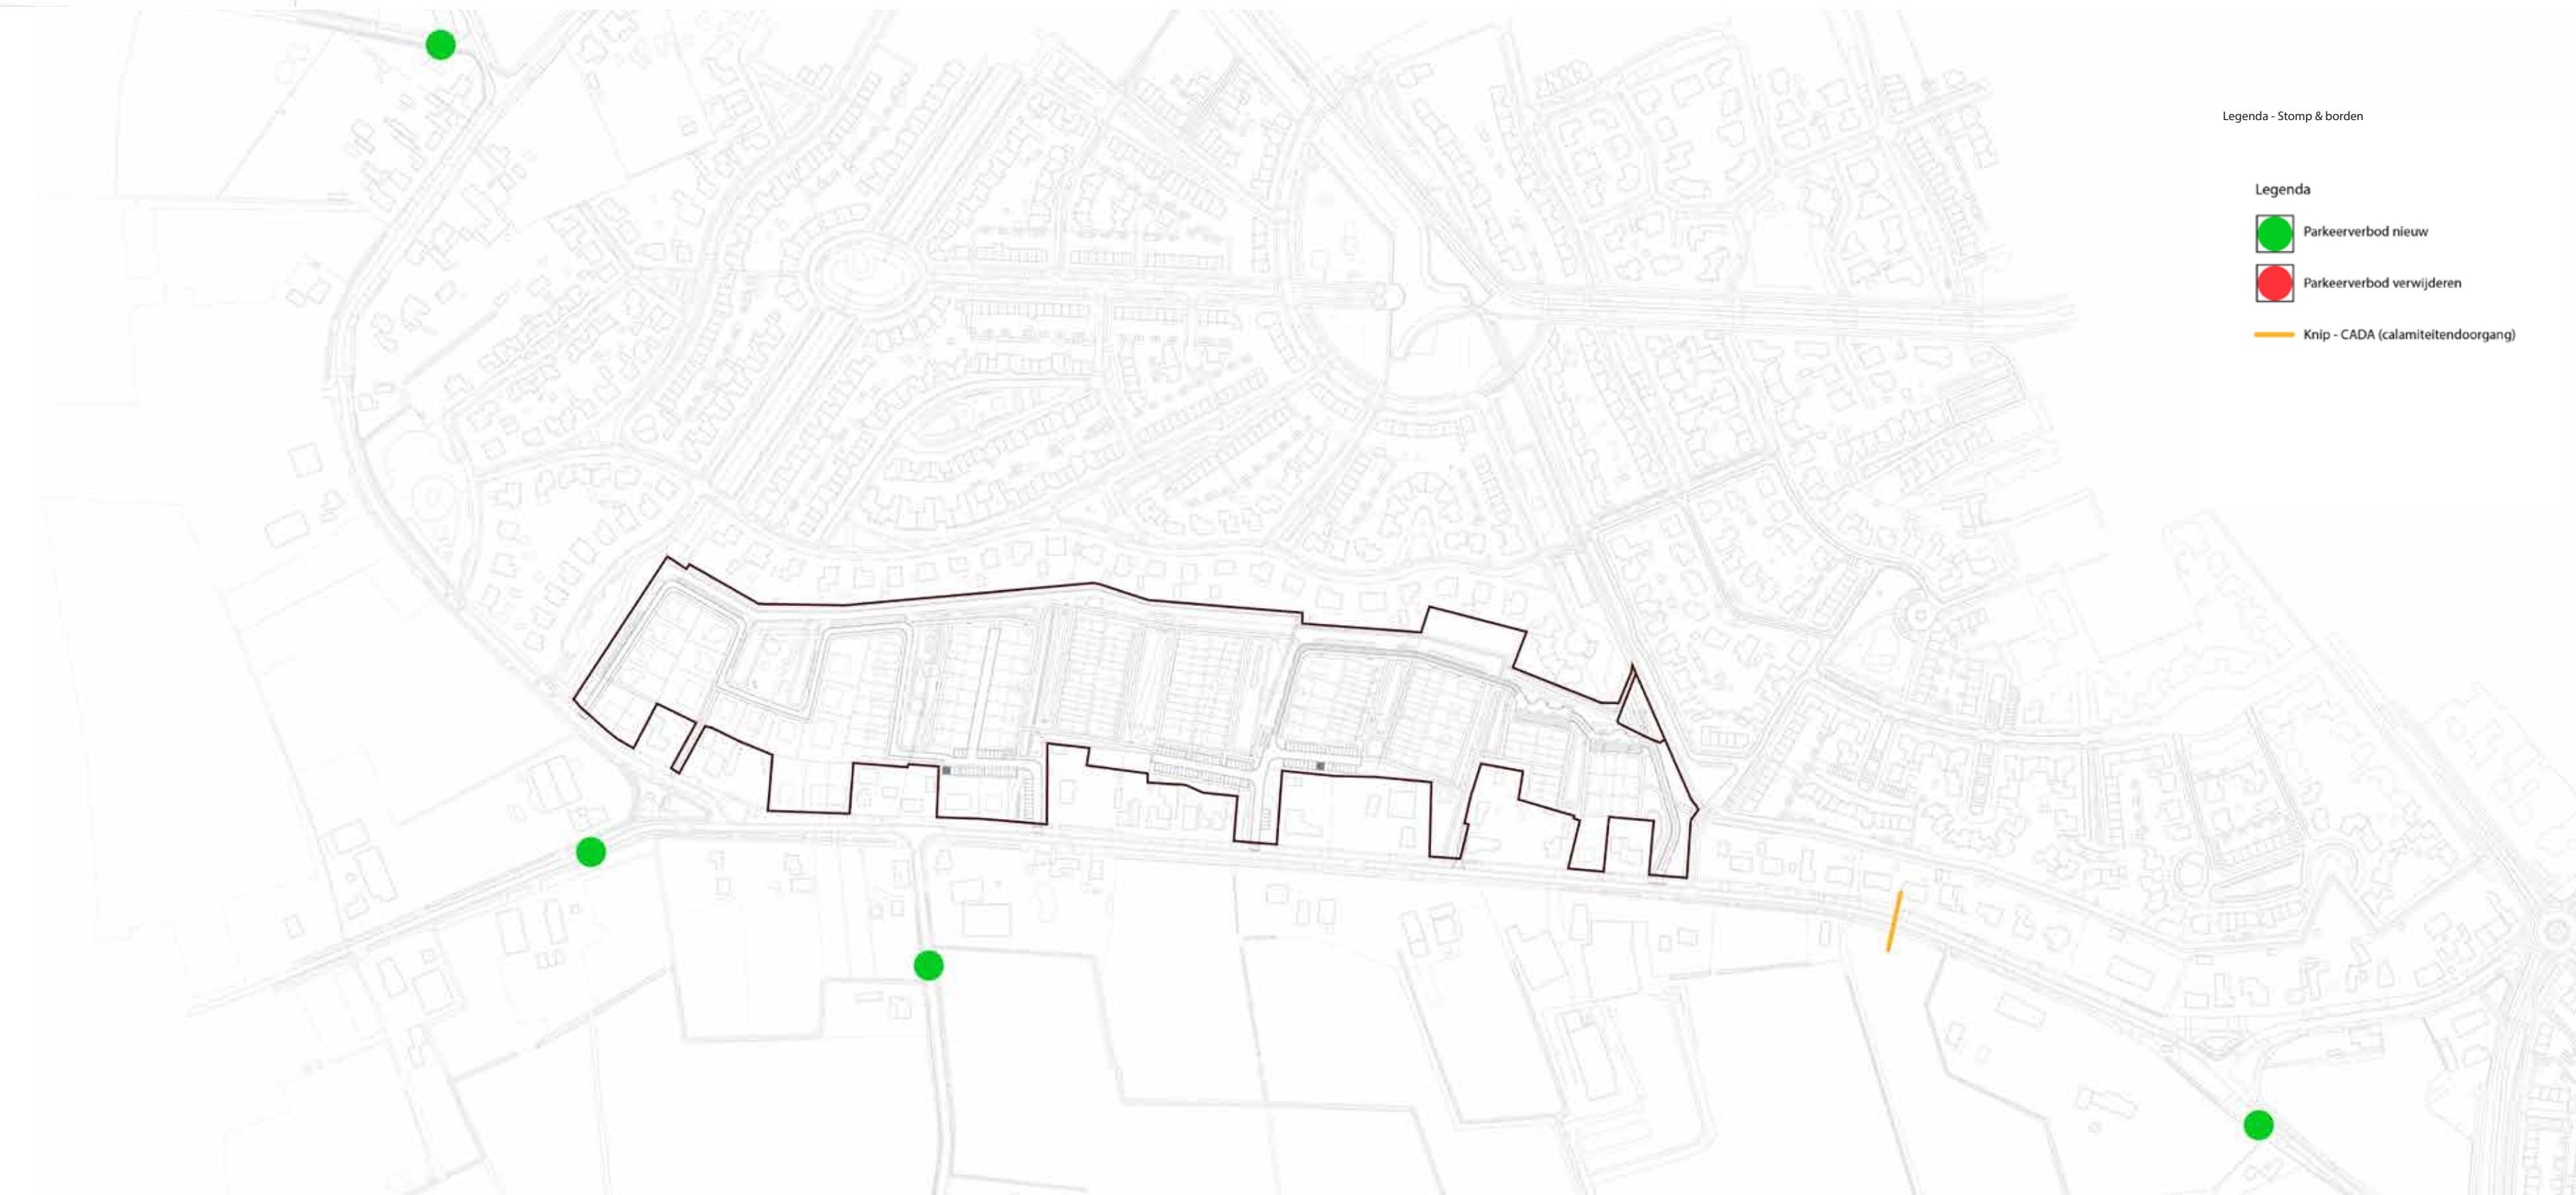 Legenda - Stomp & borden
Legenda
Parkeerverbod nieuw
Parkeerverbod verwijderen
Knip - CADA (calamiteitendoorgang)